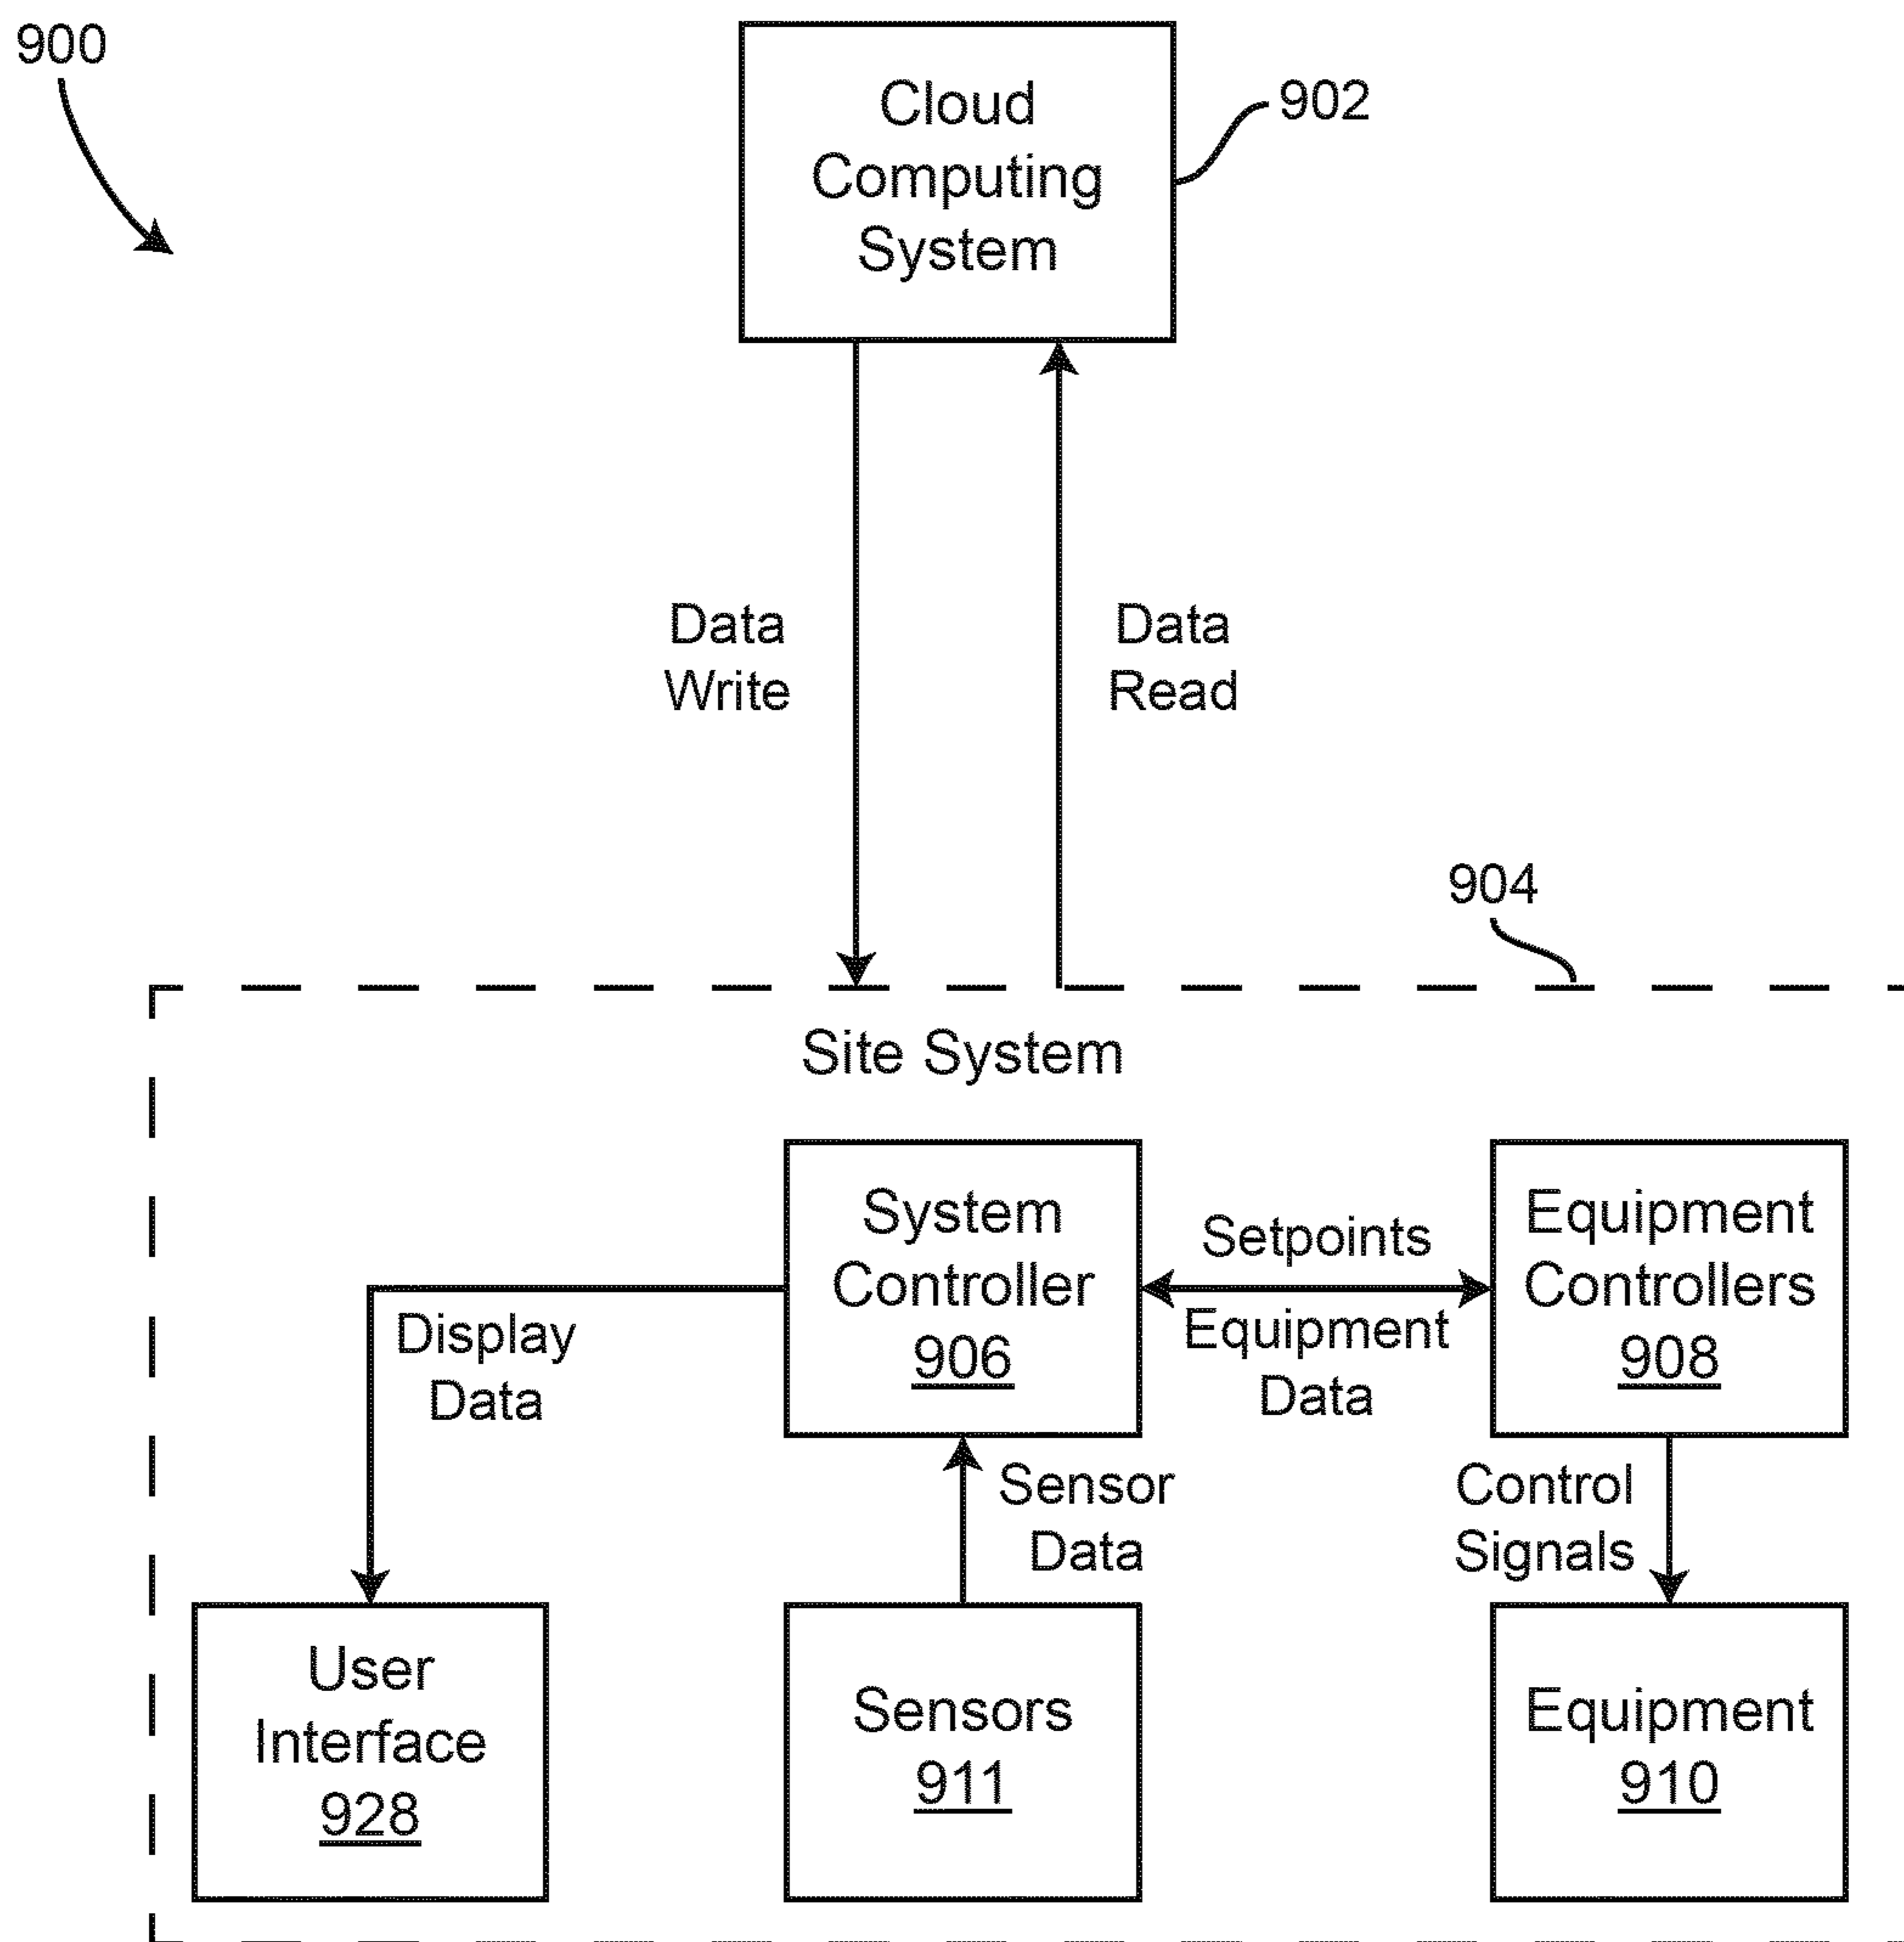 900
Cloud
Computing
System
902
Data
Write
Data
Read
904
Site System
System
Controller
906
Setpoints
Equipment
Data
Equipment
Controllers
908
Display
Data
Sensor
Data
Control
Signals
User
Interface
928
Sensors
911
Equipment
910